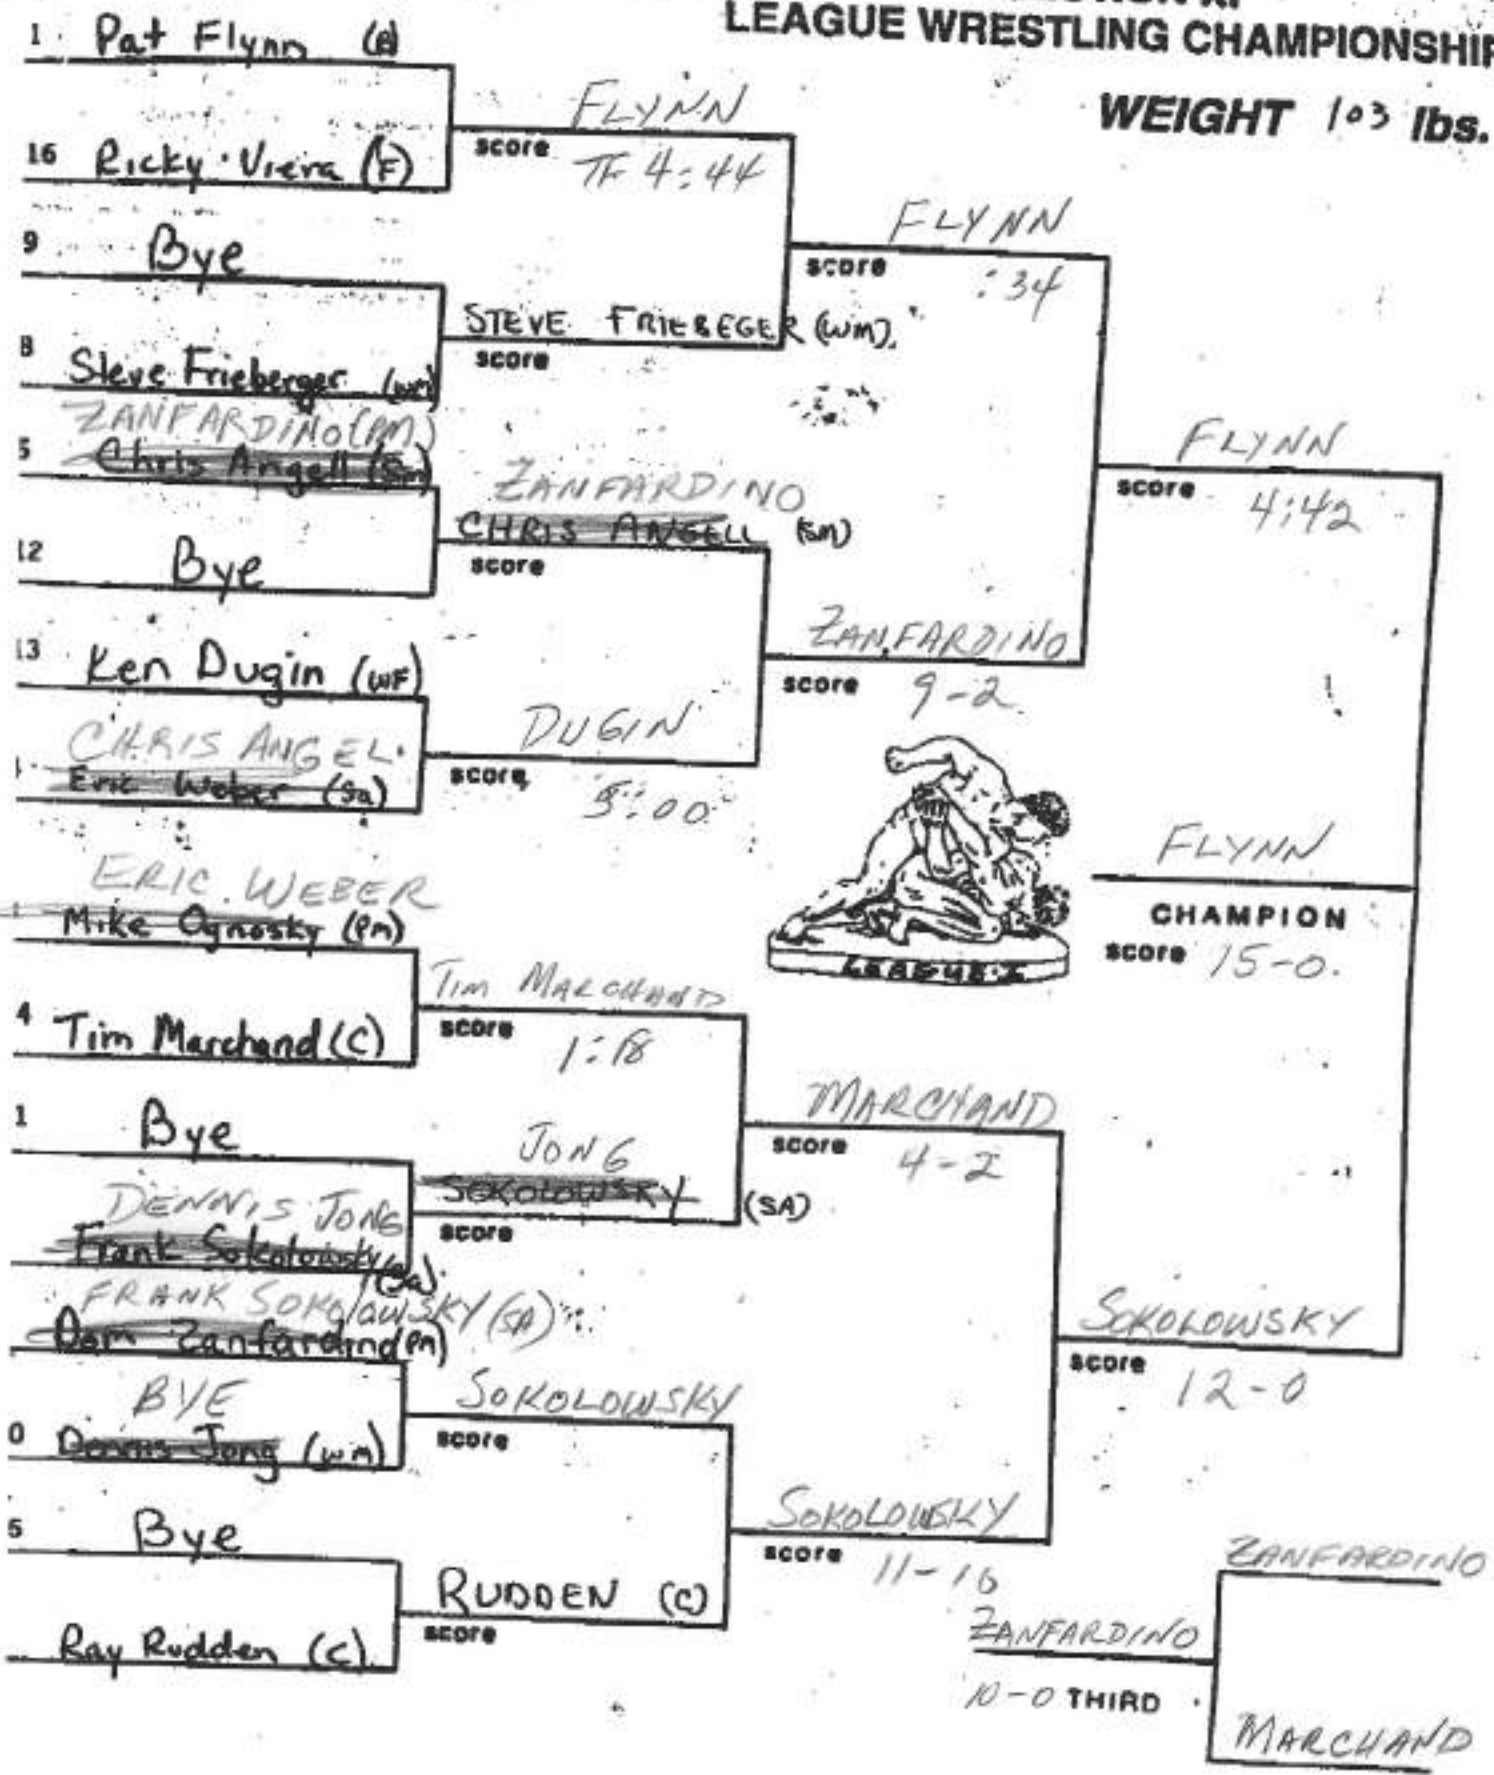 LEAGUE WRESTLING CHAMPIONSHIP
WEIGHT 103 lbs.
1 Pat Flynn
FLYNN
score
TF 4:44
16 Ricky Viera (F)
FLYNN
score
:34
9 Bye
STEVE FRIEBEGER (WM)
score
8 Steve Frieberger (WM)
ZANFARDINO (PM)
5 Chris Angell (Sm)
FLYNN
score
4:42
ZANFARDINO
CHRIS ANGELL (SM)
score
12 Bye
ZANFARDINO
score
9-2
13 Ken Dugin (WF)
DUGIN
score
5:00
CHRIS ANGEL
Eric Weber (Sa)
LEAGUE I
FLYNN
CHAMPION
score 15-0.
ERIC WEBER
Mike Ognosky (Pm)
TIM MARCHAND
score
1:18
4 Tim Marchand (C)
MARCHAND
score
4-2
1 Bye
JONG
SOKOLOWSKY (SA)
score
DENNIS JONG
Frank Sokolowsky (Sa)
SOKOLOWSKY
score
12-0
FRANK SOKOLOWSKY (SA)
Dom Zanfardino (Pm)
SOKOLOWSKY
score
BYE
0 Dennis Jong (wm)
SOKOLOWSKY
score
5 Bye
RUDDEN (C)
score
Ray Rudden (C)
ZANFARDINO
ZANFARDINO
10-0 THIRD
MARCHAND